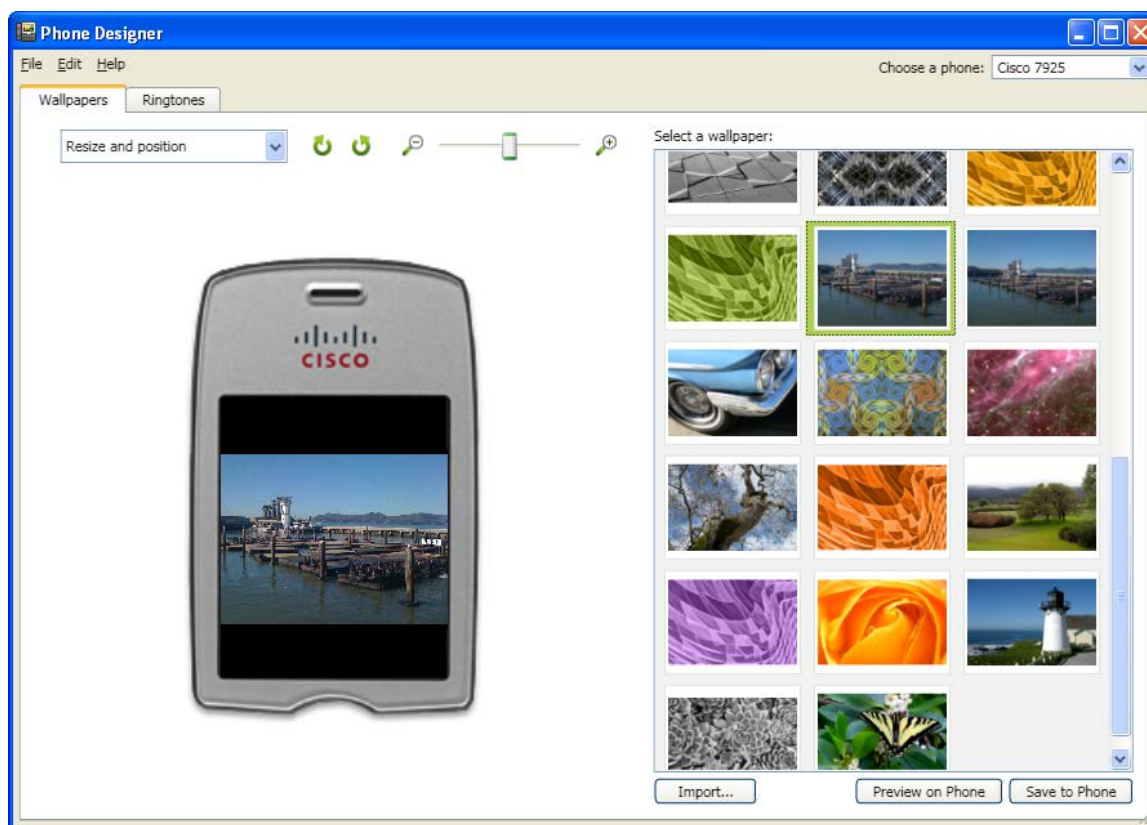 Phone Designer
File Edit Help
Choose a phone: Cisco 7925
Wallpapers Ringtones
Resize and position
Select a wallpaper:
CISCO
Import... Preview on Phone Save to Phone